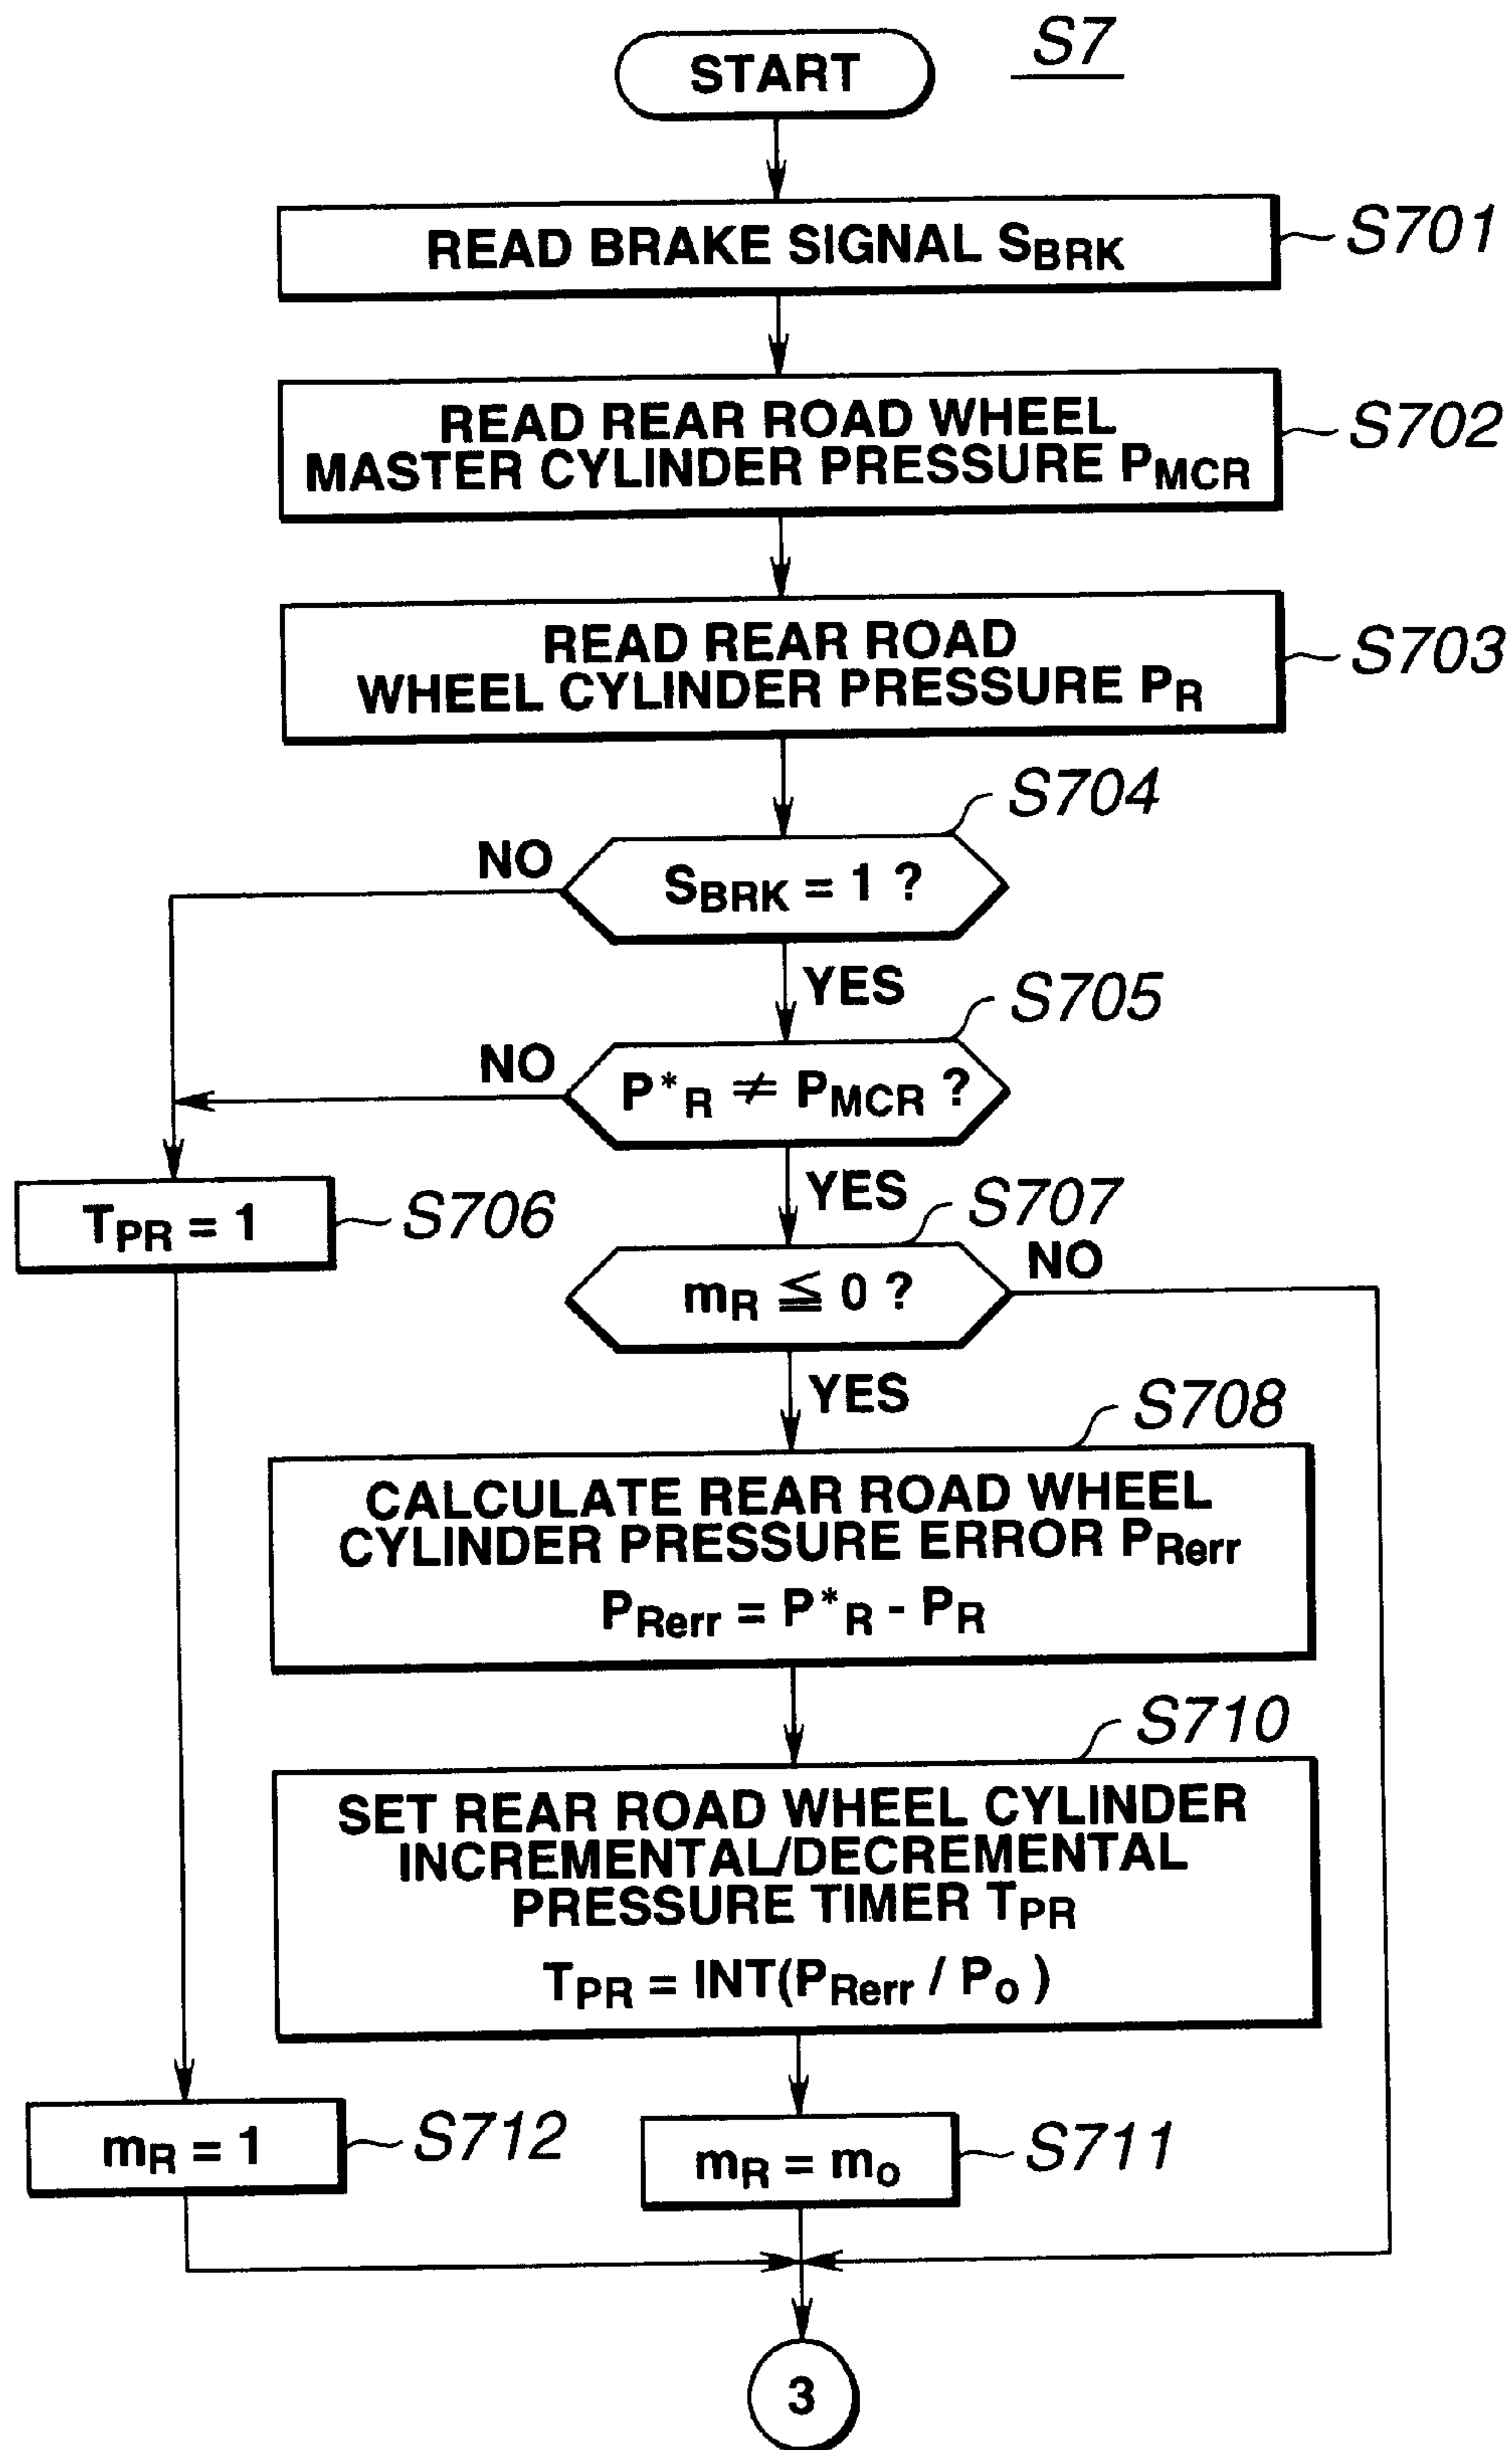 START
S7
READ BRAKE SIGNAL SBRK
S701
READ REAR ROAD WHEEL
MASTER CYLINDER PRESSURE PMCR
S702
READ REAR ROAD
WHEEL CYLINDER PRESSURE PR
S703
S704
NO
SBRK = 1 ?
YES
S705
NO
P*R ≠ PMCR ?
YES
TPR = 1
S706
S707
mR ≦ 0 ?
NO
YES
S708
CALCULATE REAR ROAD WHEEL
CYLINDER PRESSURE ERROR PRerr
PRerr = P*R - PR
S710
SET REAR ROAD WHEEL CYLINDER
INCREMENTAL/DECREMENTAL
PRESSURE TIMER TPR
TPR = INT(PRerr / Po )
mR = 1
S712
mR = mo
S711
3